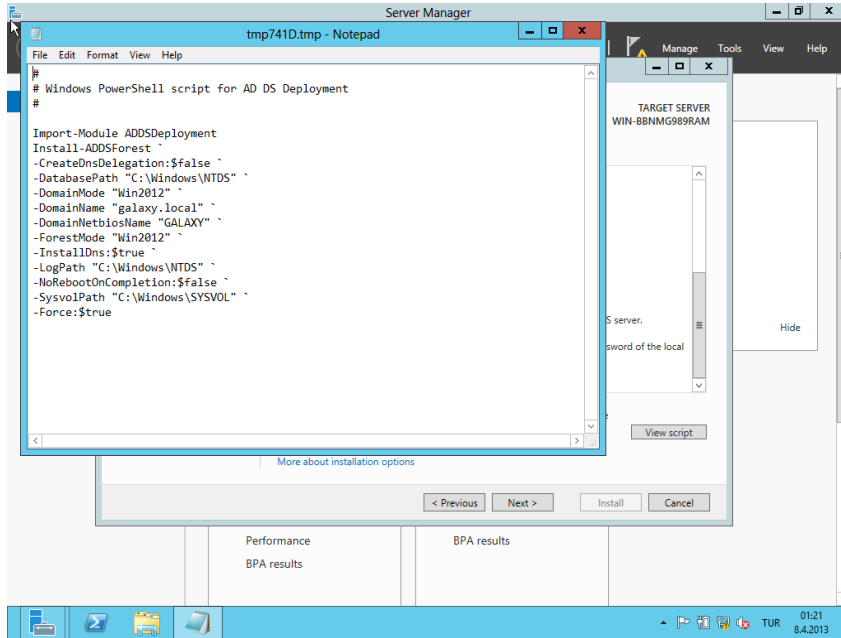 Server Manager
tmp741D.tmp - Notepad
Manage Tools View Help
File Edit Format View Help
#
# Windows PowerShell script for AD DS Deployment
#
Import-Module ADDSDeployment
Install-ADDSForest `
-CreateDnsDelegation:$false `
-DatabasePath "C:\Windows\NTDS" `
-DomainMode "Win2012" `
-DomainName "galaxy.local" `
-DomainNetbiosName "GALAXY" `
-ForestMode "Win2012" `
-InstallDns:$true `
-LogPath "C:\Windows\NTDS" `
-NoRebootOnCompletion:$false `
-SysvolPath "C:\Windows\SYSVOL" `
-Force:$true
TARGET SERVER
WIN-BBNMG989RAM
S server.
sword of the local
Hide
View script
More about installation options
< Previous Next > Install Cancel
Performance
BPA results
BPA results
TUR
01:21
8.4.2013